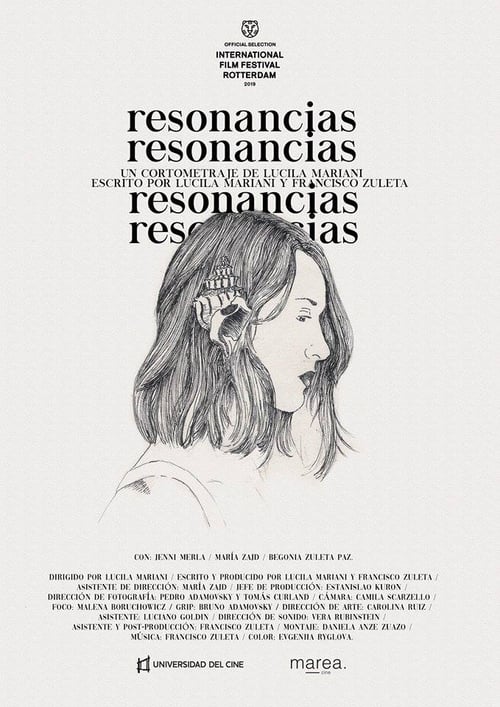 OFFICIAL SELECTION
INTERNATIONAL
FILM FESTIVAL
ROTTERDAM
2019
resonancias
resonancias
UN CORTOMETRAJE DE LUCILA MARIANI
ESCRITO POR LUCILA MARIANI Y FRANCISCO ZULETA
resonancias
resonancias
CON: JENNI MERLA / MARÍA ZAJD / BEGONIA ZULETA PAZ.
DIRIGIDO POR LUCILA MARIANI / ESCRITO Y PRODUCIDO POR LUCILA MARIANI Y FRANCISCO ZULETA /
ASISTENTE DE DIRECCIÓN: MARÍA ZAJD / JEFE DE PRODUCCIÓN: ESTANISLAO KURON /
DIRECCIÓN DE FOTOGRAFÍA: PEDRO ADAMOVSKY Y TOMÁS CURLAND / CÁMARA: CAMILA SCARZELLO /
FOCO: MALENA BORUCHOWICZ / GRIP: BRUNO ADAMOVSKY / DIRECCIÓN DE ARTE: CAROLINA RUIZ /
ASISTENTE: LUCIANO GOLDIN / DIRECCIÓN DE SONIDO: VERA RUBINSTEIN /
ASISTENTE Y POST-PRODUCCIÓN: FRANCISCO ZULETA / MONTAJE: DANIELA ANZE ZUAZO /
MÚSICA: FRANCISCO ZULETA / COLOR: EVGENIIA RYGLOVA.
UNIVERSIDAD DEL CINE
marea.
cine